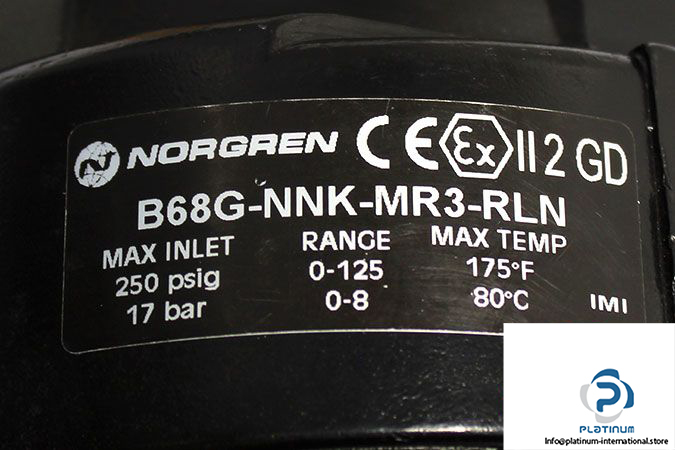 NORGREN CE Ex II 2 GD
B68G-NNK-MR3-RLN
MAX INLET RANGE MAX TEMP
250 psig 0-125 175°F
17 bar 0-8 80°C IMI
PLATINUM
Info@platinum-international.store